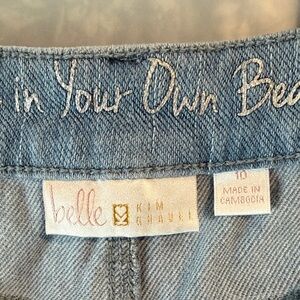 in Your Own Bea
belle KIM GRAVEL
10
MADE IN
CAMBODIA